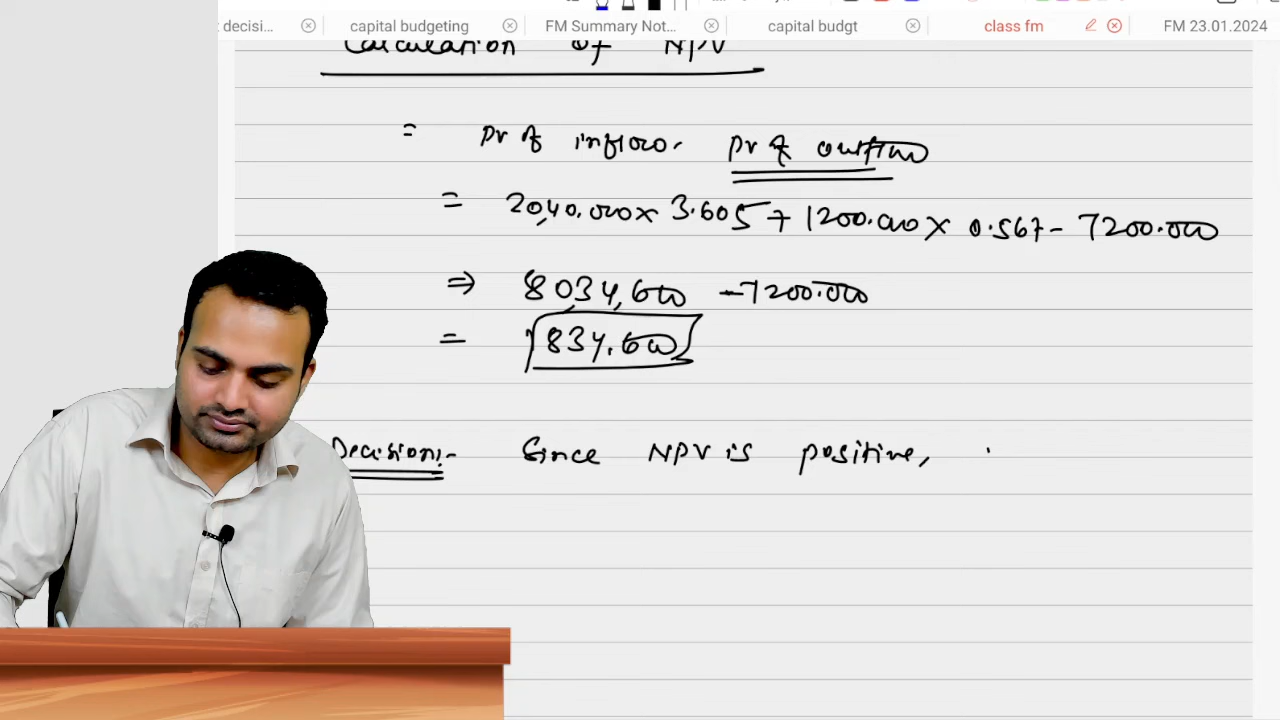 t decisi... capital budgeting FM Summary Not... capital budgt class fm FM 23.01.2024
Calculation of NPV
= PV of inflow - PV of outflow
= 2040,000 x 3.605 + 1200.000 x 0.567 - 7200.000
⇒ 8034,600 - 7200.000
= 834,600
Decision:- Since NPV is positive,